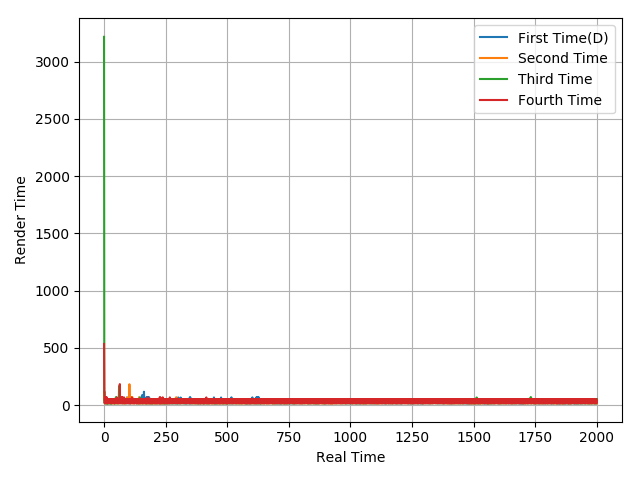 First Time(D)
Second Time
Third Time
Fourth Time
Render Time
3000
2500
2000
1500
1000
500
0
0 250 500 750 1000 1250 1500 1750 2000
Real Time